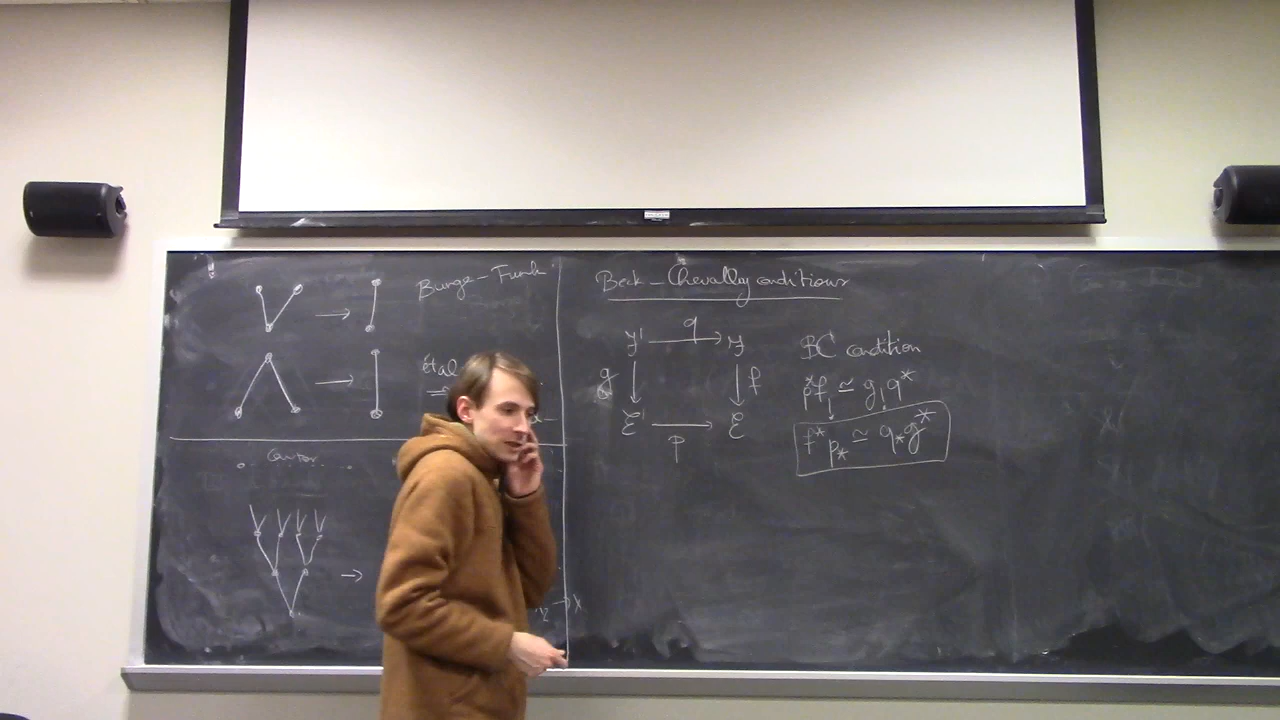 Bunge - Funk
étal
Cantor
Beck - Chevalley conditions
q
g
f
p
BC condition
p* f! ≃ g! q*
f* p* ≃ q* g*
X